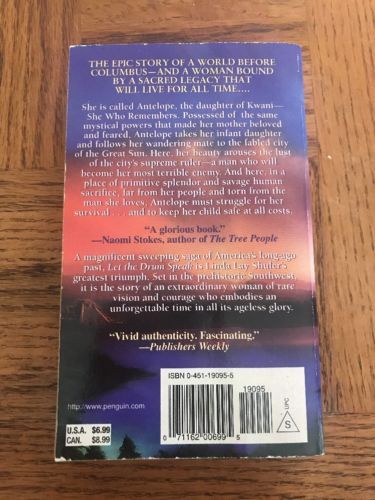 THE EPIC STORY OF A WORLD BEFORE
COLUMBUS—AND A WOMAN BOUND
BY A SACRED LEGACY THAT
WILL LIVE FOR ALL TIME....
She is called Antelope, the daughter of Kwani—
She Who Remembers. Possessed of the same
mystical powers that made her mother beloved
and feared, Antelope takes her infant daughter
and follows her wandering mate to the fabled city
of the Great Sun. Here, her beauty arouses the lust
of the city's supreme ruler—a man who will
become her most terrible enemy. And here, in a
place of primitive splendor and savage human
sacrifice, far from her people and torn from the
man she loves, Antelope must struggle for her
survival . . . and to keep her child safe at all costs.
"A glorious book."
—Naomi Stokes, author of The Tree People
A magnificent sweeping saga of America's long-ago
past, Let the Drum Speak is Linda Lay Shuler's
greatest triumph. Set in the prehistoric Southwest,
it is the story of an extraordinary woman of rare
vision and courage who embodies an
unforgettable time in all its ageless glory.
"Vivid authenticity. Fascinating."
—Publishers Weekly
ISBN 0-451-19095-5
19095
http://www.penguin.com
UPC
S
U.S.A. $6.99
CAN. $8.99
0 71162 00699 5